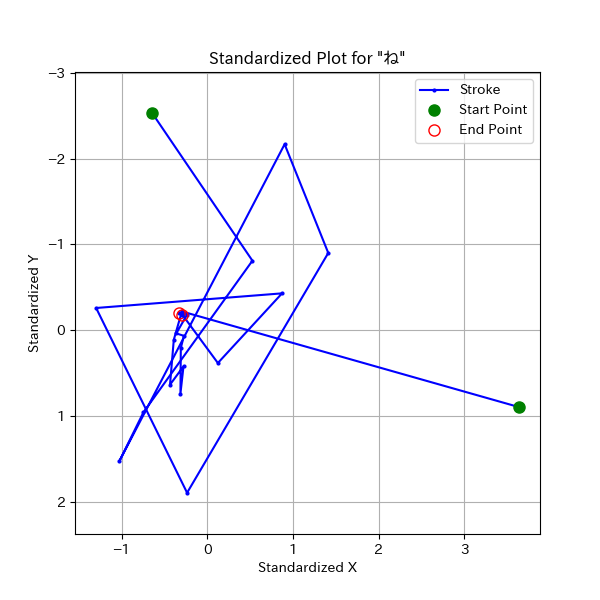 Standardized Plot for "ね"
Stroke
Start Point
End Point
−3
−2
−1
0
1
2
Standardized Y
−1 0 1 2 3
Standardized X